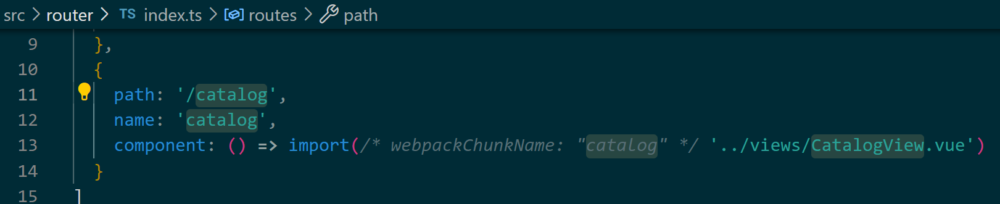 src > router > TS index.ts > routes > path
9 },
10 {
11 path: '/catalog',
12 name: 'catalog',
13 component: () => import(/* webpackChunkName: "catalog" */ '../views/CatalogView.vue')
14 }
15 ]